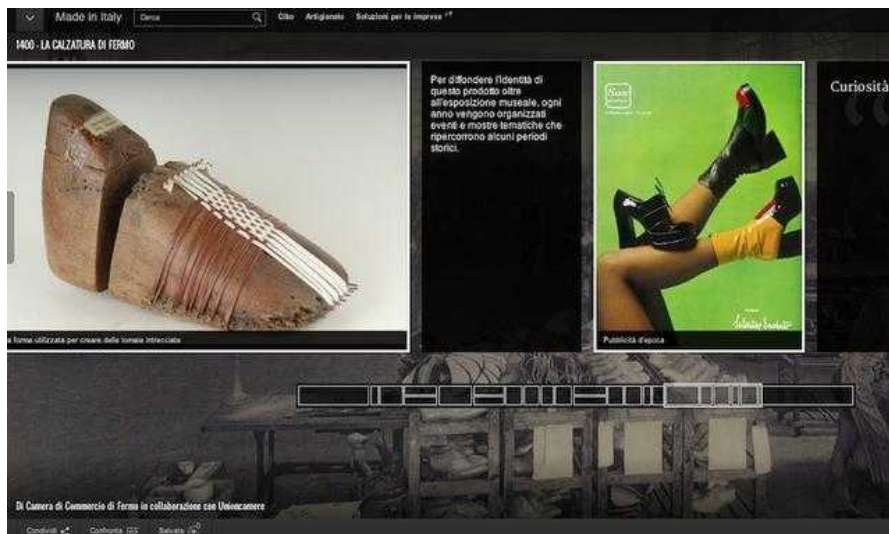 Made in Italy
Cerca
Cibo Artigianato Soluzioni per le imprese
1400 - LA CALZATURA DI FERMO
a forma utilizzata per creare delle tomaie intrecciate
Per diffondere l'identità di
questo prodotto oltre
all'esposizione museale, ogni
anno vengono organizzati
eventi e mostre tematiche che
ripercorrono alcuni periodi
storici.
Pubblicità d'epoca
Curiosità
Di Camera di Commercio di Fermo in collaborazione con Unioncamere
Condividi
Confronta
Salvata